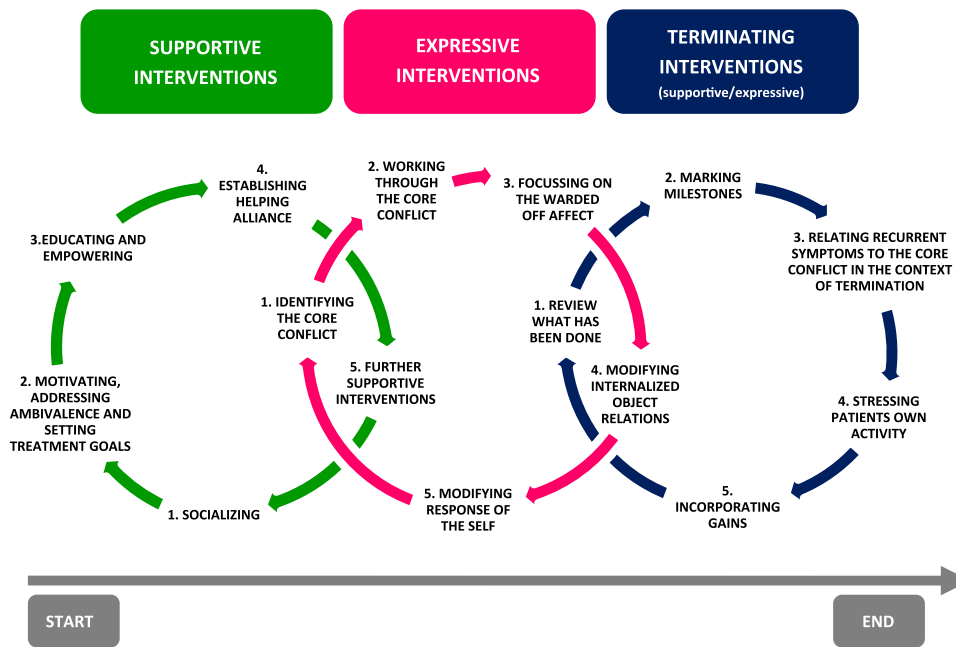 SUPPORTIVE
INTERVENTIONS
EXPRESSIVE
INTERVENTIONS
TERMINATING
INTERVENTIONS
(supportive/expressive)
4.
ESTABLISHING
HELPING
ALLIANCE
3.EDUCATING AND
EMPOWERING
2. MOTIVATING,
ADDRESSING
AMBIVALENCE AND
SETTING
TREATMENT GOALS
1. SOCIALIZING
5. FURTHER
SUPPORTIVE
INTERVENTIONS
2. WORKING
THROUGH
THE CORE
CONFLICT
1. IDENTIFYING
THE CORE
CONFLICT
3. FOCUSSING ON
THE WARDED
OFF AFFECT
4. MODIFYING
INTERNALIZED
OBJECT
RELATIONS
5. MODIFYING
RESPONSE OF
THE SELF
2. MARKING
MILESTONES
1. REVIEW
WHAT HAS
BEEN DONE
3. RELATING RECURRENT
SYMPTOMS TO THE CORE
CONFLICT IN THE CONTEXT
OF TERMINATION
4. STRESSING
PATIENTS OWN
ACTIVITY
5.
INCORPORATING
GAINS
START
END